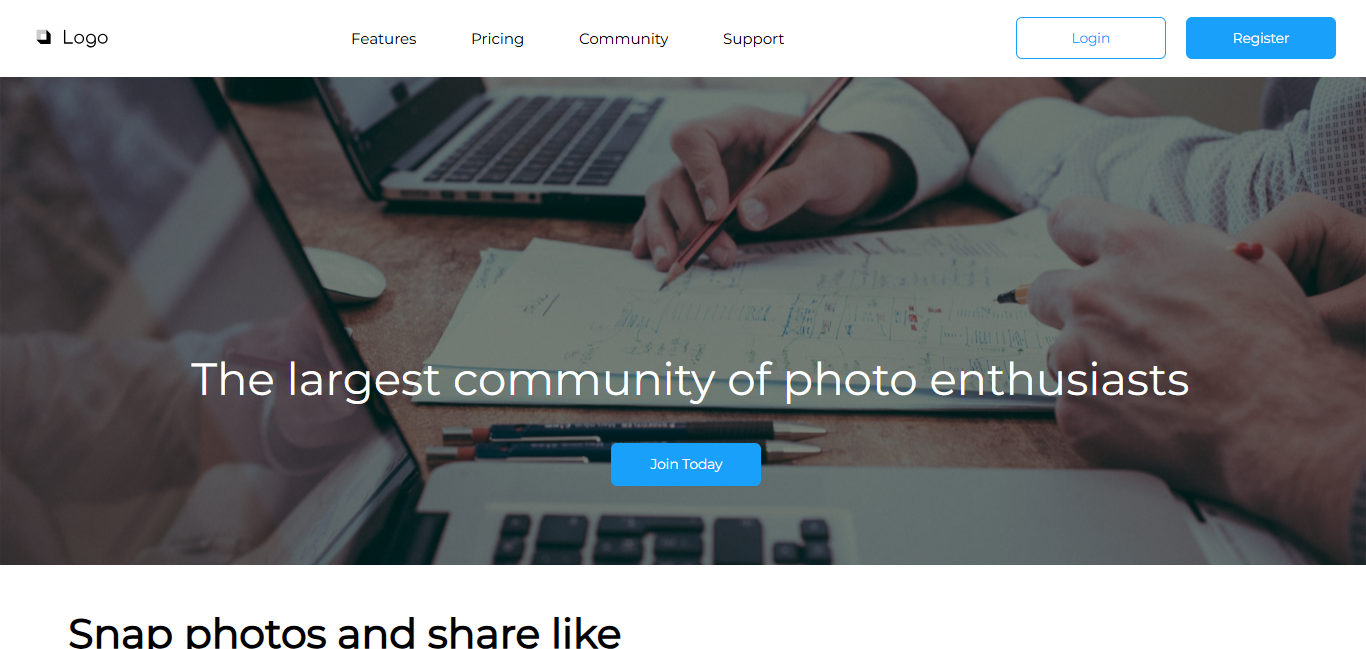 Logo
Features
Pricing
Community
Support
Login
Register
The largest community of photo enthusiasts
Join Today
Snap photos and share like